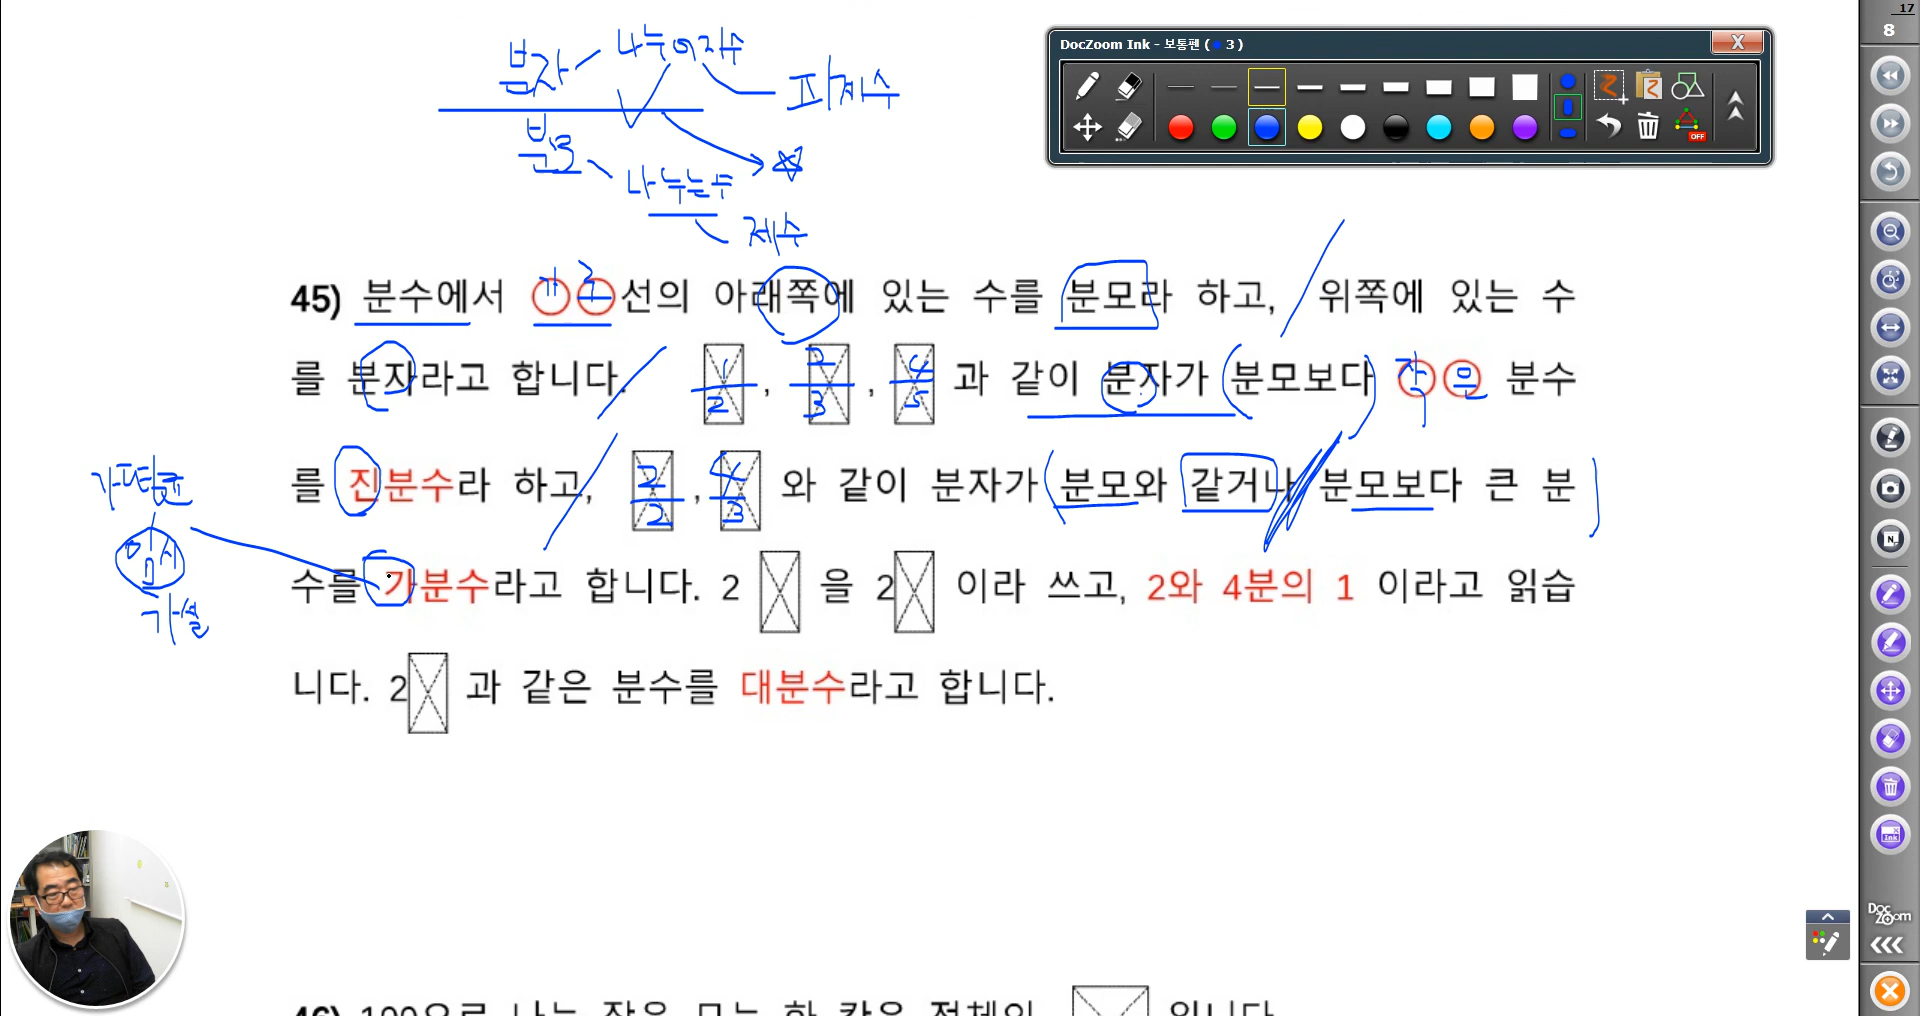 17
8
DocZoom Ink - 보통펜 ( 3 )
X
OFF
분자 나누어지수 피제수
분모 나누는수
제수
45) 분수에서 가로선의 아래쪽에 있는 수를 분모라 하고, 위쪽에 있는 수
를 분자라고 합니다. 1/2, 2/3, 4/5 과 같이 분자가 분모보다 작은 분수
를 진분수라 하고, 2/2, 4/3 와 같이 분자가 분모와 같거나 분모보다 큰 분
수를 가분수라고 합니다. 2 을 2 이라 쓰고, 2와 4분의 1 이라고 읽습
니다. 2 과 같은 분수를 대분수라고 합니다.
임시
가설
N
Ink
DocZoom